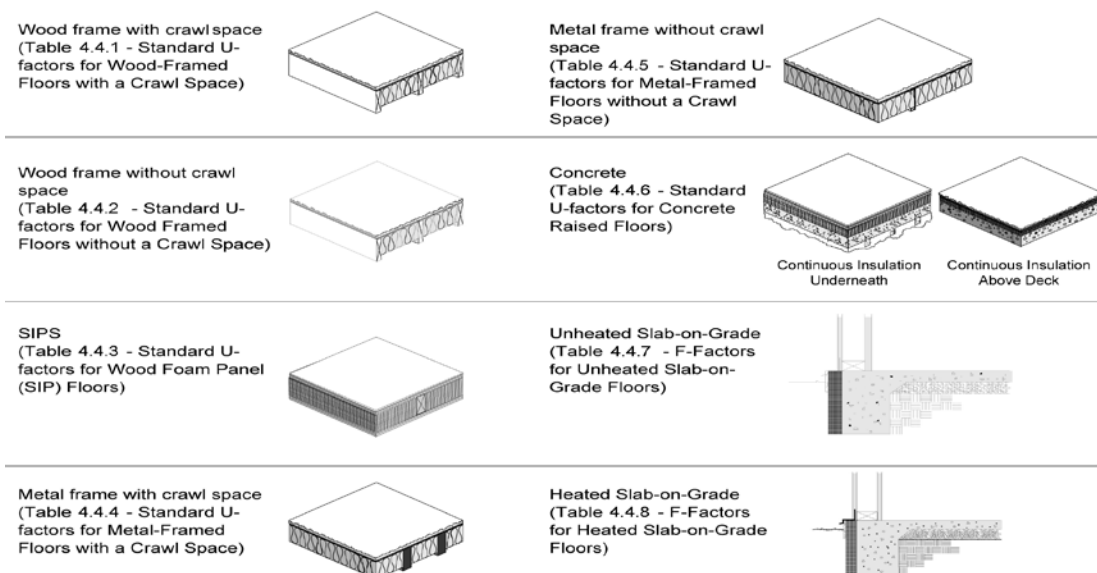 Wood frame with crawl space
(Table 4.4.1 - Standard U-
factors for Wood-Framed
Floors with a Crawl Space)
Metal frame without crawl
space
(Table 4.4.5 - Standard U-
factors for Metal-Framed
Floors without a Crawl
Space)
Wood frame without crawl
space
(Table 4.4.2 - Standard U-
factors for Wood Framed
Floors without a Crawl Space)
Concrete
(Table 4.4.6 - Standard
U-factors for Concrete
Raised Floors)
Continuous Insulation
Underneath
Continuous Insulation
Above Deck
SIPS
(Table 4.4.3 - Standard U-
factors for Wood Foam Panel
(SIP) Floors)
Unheated Slab-on-Grade
(Table 4.4.7 - F-Factors
for Unheated Slab-on-
Grade Floors)
Metal frame with crawl space
(Table 4.4.4 - Standard U-
factors for Metal-Framed
Floors with a Crawl Space)
Heated Slab-on-Grade
(Table 4.4.8 - F-Factors
for Heated Slab-on-Grade
Floors)